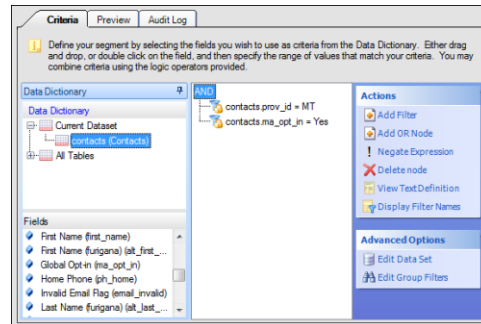 Criteria
Preview
Audit Log
Define your segment by selecting the fields you wish to use as criteria from the Data Dictionary. Either drag
and drop, or double click on the field, and then specify the range of values that match your criteria. You may
combine criteria using the logic operators provided.
Data Dictionary
Data Dictionary
Current Dataset
contacts (Contacts)
All Tables
Fields
First Name (first_name)
First Name (furigana) (alt_first_...
Global Opt-in (ma_opt_in)
Home Phone (ph_home)
Invalid Email Flag (email_invalid)
Last Name (furigana) (alt_last_...
AND
contacts.prov_id = MT
contacts.ma_opt_in = Yes
Actions
Add Filter
Add OR Node
! Negate Expression
Delete node
View Text Definition
Display Filter Names
Advanced Options
Edit Data Set
Edit Group Filters